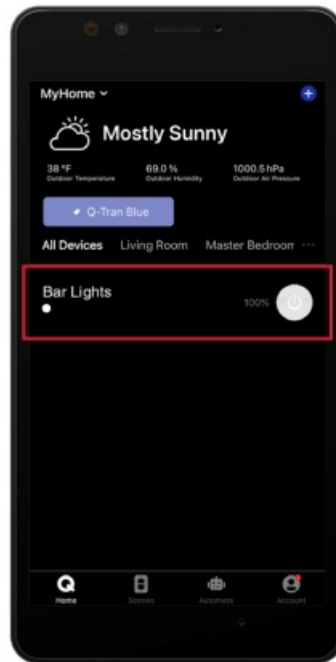 MyHome
Mostly Sunny
38 °F 69.0 % 1000.5 hPa
Outdoor Temperature Outdoor Humidity Outdoor Air Pressure
Q-Tran Blue
All Devices Living Room Master Bedroom ...
Bar Lights
100%
Home Scenes Automate Account